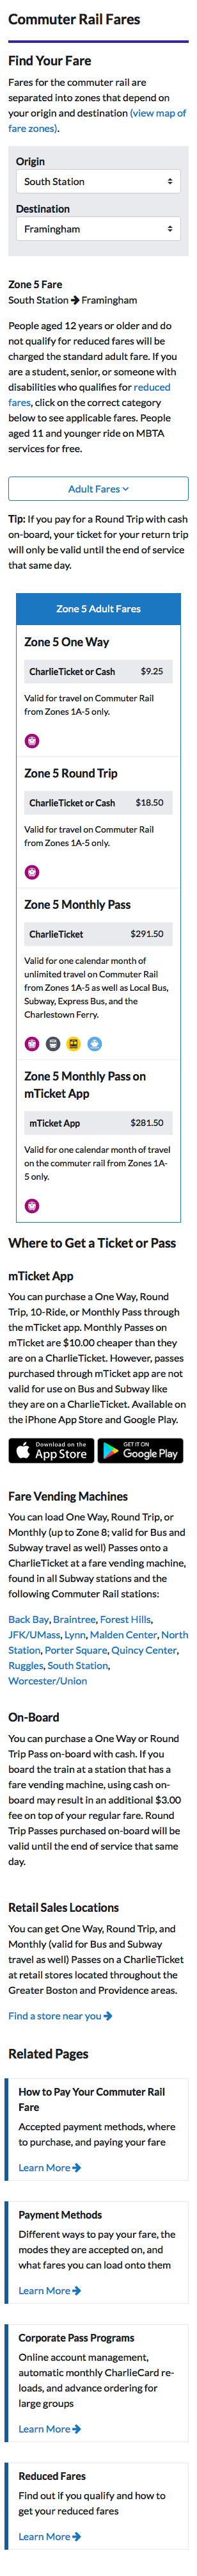 Commuter Rail Fares
Find Your Fare
Fares for the commuter rail are
separated into zones that depend on
your origin and destination (view map of
fare zones).
Origin
South Station
Destination
Framingham
Zone 5 Fare
South Station → Framingham
People aged 12 years or older and do
not qualify for reduced fares will be
charged the standard adult fare. If you
are a student, senior, or someone with
disabilities who qualifies for reduced
fares, click on the correct category
below to see applicable fares. People
aged 11 and younger ride on MBTA
services for free.
Adult Fares
Tip: If you pay for a Round Trip with cash
on-board, your ticket for your return trip
will only be valid until the end of service
that same day.
Zone 5 Adult Fares
Zone 5 One Way
CharlieTicket or Cash $9.25
Valid for travel on Commuter Rail
from Zones 1A-5 only.
Zone 5 Round Trip
CharlieTicket or Cash $18.50
Valid for travel on Commuter Rail
from Zones 1A-5 only.
Zone 5 Monthly Pass
CharlieTicket $291.50
Valid for one calendar month of
unlimited travel on Commuter Rail
from Zones 1A-5 as well as Local Bus,
Subway, Express Bus, and the
Charlestown Ferry.
Zone 5 Monthly Pass on
mTicket App
mTicket App $281.50
Valid for one calendar month of travel
on the commuter rail from Zones 1A-
5 only.
Where to Get a Ticket or Pass
mTicket App
You can purchase a One Way, Round
Trip, 10-Ride, or Monthly Pass through
the mTicket app. Monthly Passes on
mTicket are $10.00 cheaper than they
are on a CharlieTicket. However, passes
purchased through mTicket app are not
valid for use on Bus and Subway like
they are on a CharlieTicket. Available on
the iPhone App Store and Google Play.
Download on the
App Store
GET IT ON
Google Play
Fare Vending Machines
You can load One Way, Round Trip, or
Monthly (up to Zone 8; valid for Bus and
Subway travel as well) Passes onto a
CharlieTicket at a fare vending machine,
found in all Subway stations and the
following Commuter Rail stations:
Back Bay, Braintree, Forest Hills,
JFK/UMass, Lynn, Malden Center, North
Station, Porter Square, Quincy Center,
Ruggles, South Station,
Worcester/Union
On-Board
You can purchase a One Way or Round
Trip Pass on-board with cash. If you
board the train at a station that has a
fare vending machine, using cash on-
board may result in an additional $3.00
fee on top of your regular fare. Round
Trip Passes purchased on-board will be
valid until the end of service that same
day.
Retail Sales Locations
You can get One Way, Round Trip, and
Monthly (valid for Bus and Subway
travel as well) Passes on a CharlieTicket
at retail stores located throughout the
Greater Boston and Providence areas.
Find a store near you →
Related Pages
How to Pay Your Commuter Rail
Fare
Accepted payment methods, where
to purchase, and paying your fare
Learn More →
Payment Methods
Different ways to pay your fare, the
modes they are accepted on, and
what fares you can load onto them
Learn More →
Corporate Pass Programs
Online account management,
automatic monthly CharlieCard re-
loads, and advance ordering for
large groups
Learn More →
Reduced Fares
Find out if you qualify and how to
get your reduced fares
Learn More →